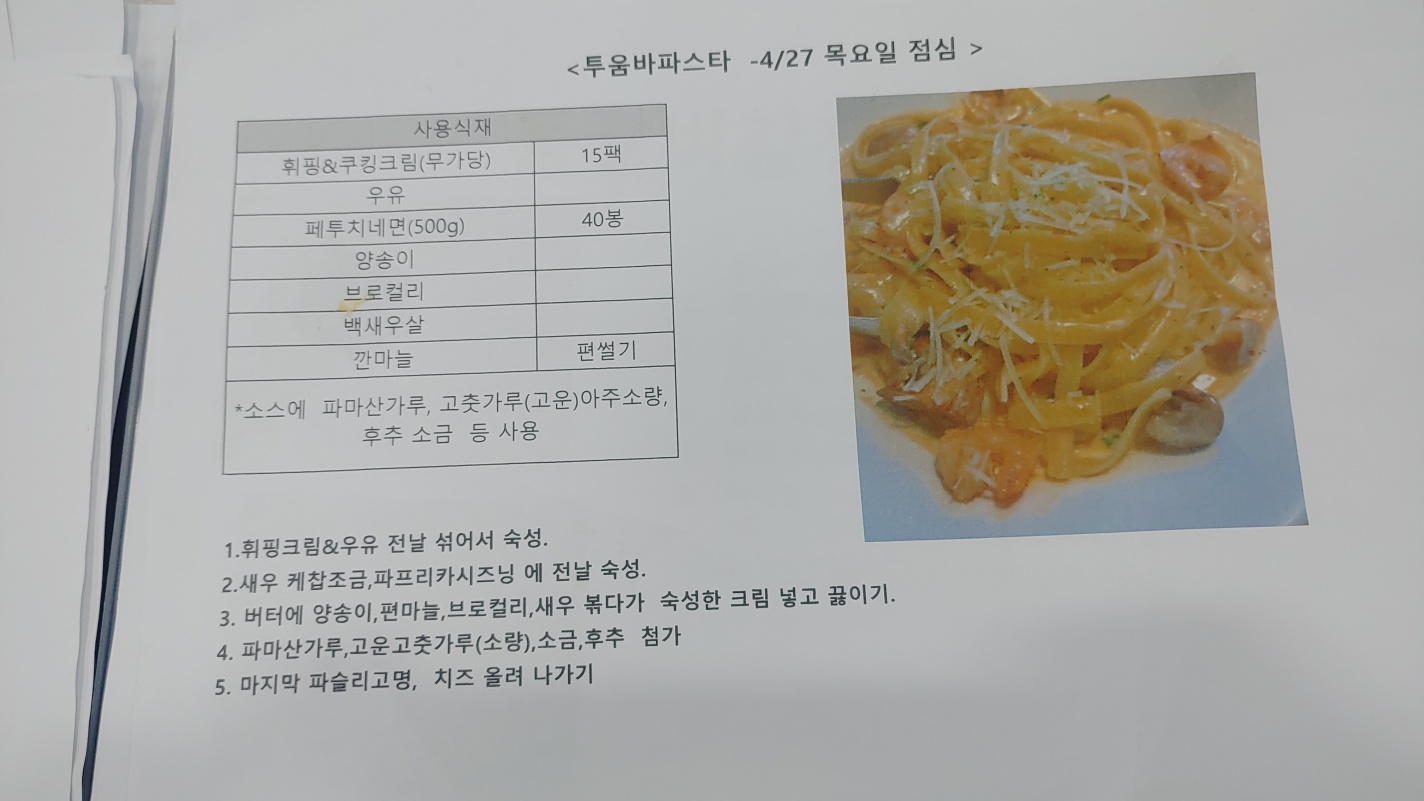 <투움바파스타 -4/27 목요일 점심 >
사용식재
휘핑&쿠킹크림(무가당) 15팩
우유
페투치네면(500g) 40봉
양송이
브로컬리
백새우살
깐마늘 편썰기
*소스에 파마산가루, 고춧가루(고운)아주소량,
후추 소금 등 사용
1.휘핑크림&우유 전날 섞어서 숙성.
2.새우 케찹조금,파프리카시즈닝 에 전날 숙성.
3. 버터에 양송이,편마늘,브로컬리,새우 볶다가 숙성한 크림 넣고 끓이기.
4. 파마산가루,고운고춧가루(소량),소금,후추 첨가
5. 마지막 파슬리고명, 치즈 올려 나가기